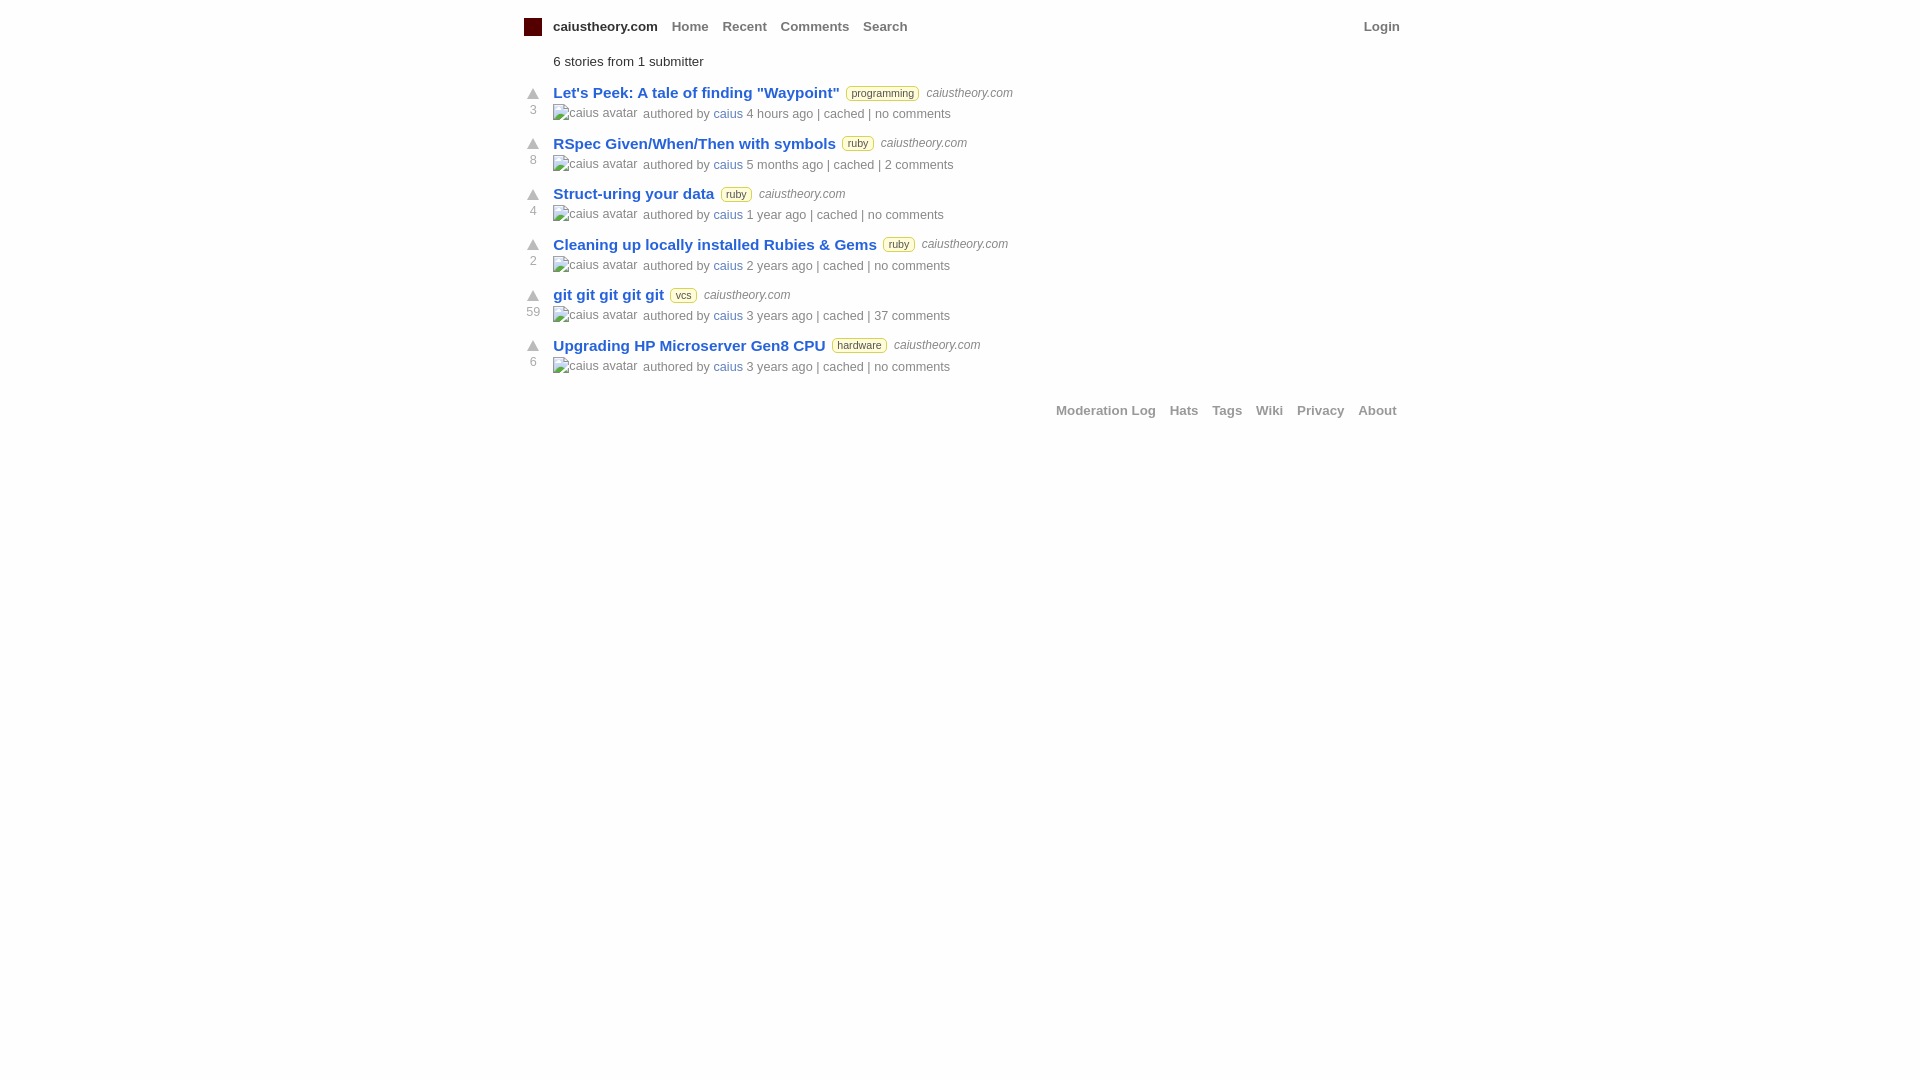 caiustheory.com Home Recent Comments Search Login
6 stories from 1 submitter
Let's Peek: A tale of finding "Waypoint" programming caiustheory.com
3
caius avatar authored by caius 4 hours ago | cached | no comments
RSpec Given/When/Then with symbols ruby caiustheory.com
8
caius avatar authored by caius 5 months ago | cached | 2 comments
Struct-uring your data ruby caiustheory.com
4
caius avatar authored by caius 1 year ago | cached | no comments
Cleaning up locally installed Rubies & Gems ruby caiustheory.com
2
caius avatar authored by caius 2 years ago | cached | no comments
git git git git git vcs caiustheory.com
59
caius avatar authored by caius 3 years ago | cached | 37 comments
Upgrading HP Microserver Gen8 CPU hardware caiustheory.com
6
caius avatar authored by caius 3 years ago | cached | no comments
Moderation Log Hats Tags Wiki Privacy About